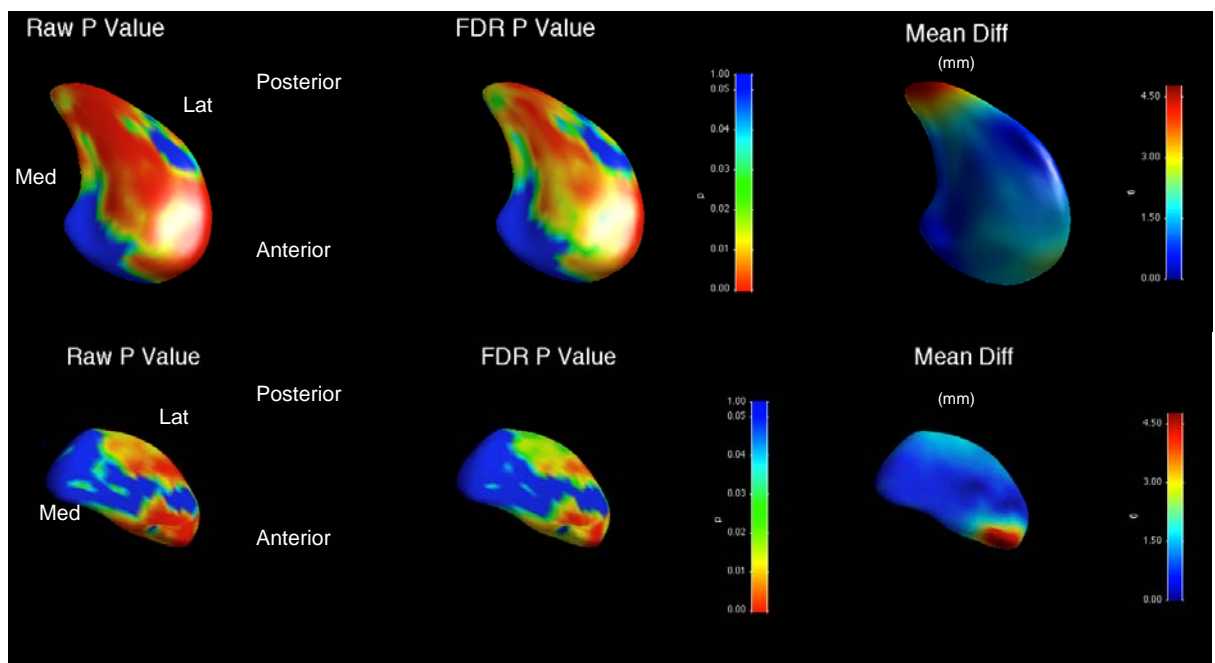 Raw P Value
FDR P Value
Mean Diff
(mm)
Posterior
Lat
Med
Anterior
1.00
0.05
0.04
0.03
0.02
0.01
0.00
p
4.50
3.00
1.50
0.00
Raw P Value
FDR P Value
Mean Diff
(mm)
Posterior
Lat
Med
Anterior
1.00
0.05
0.04
0.03
0.02
0.01
0.00
p
4.50
3.00
1.50
0.00